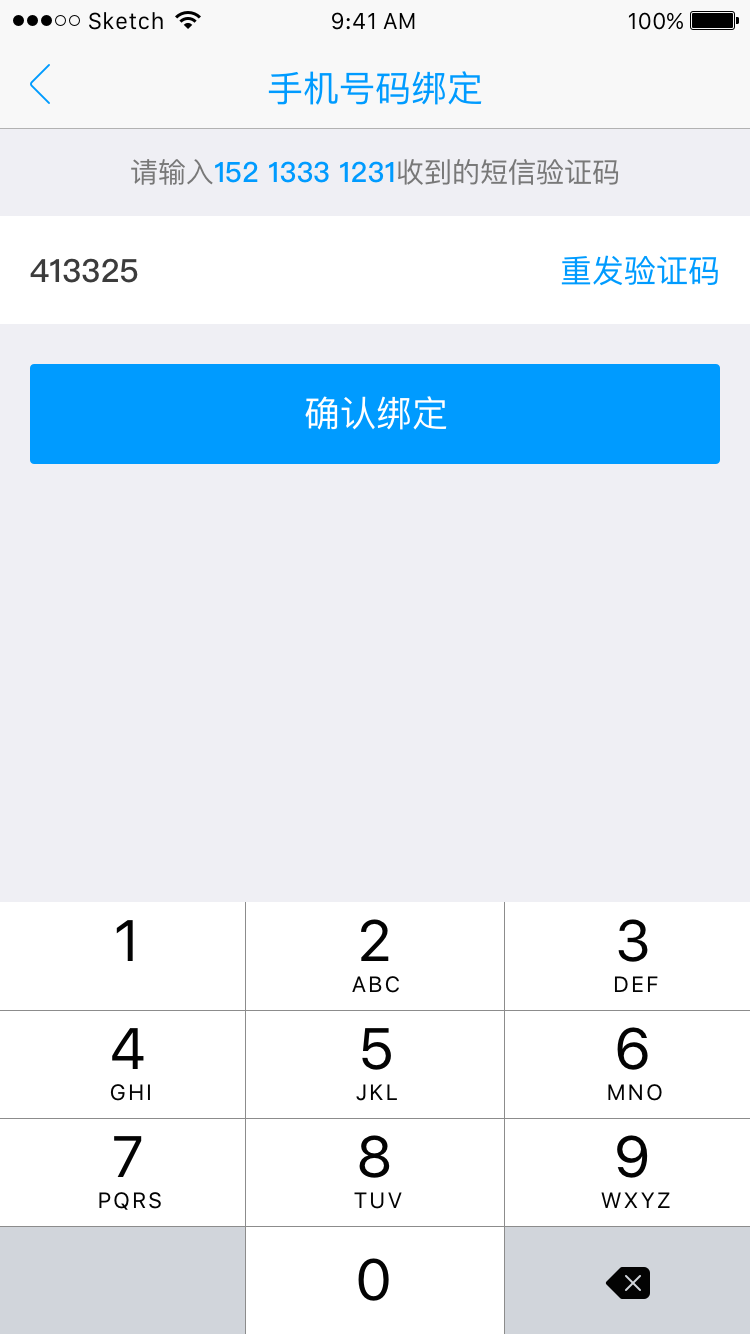 Sketch 9:41 AM 100%
手机号码绑定
请输入152 1333 1231收到的短信验证码
413325 重发验证码
确认绑定
1 2 3
ABC DEF
4 5 6
GHI JKL MNO
7 8 9
PQRS TUV WXYZ
0